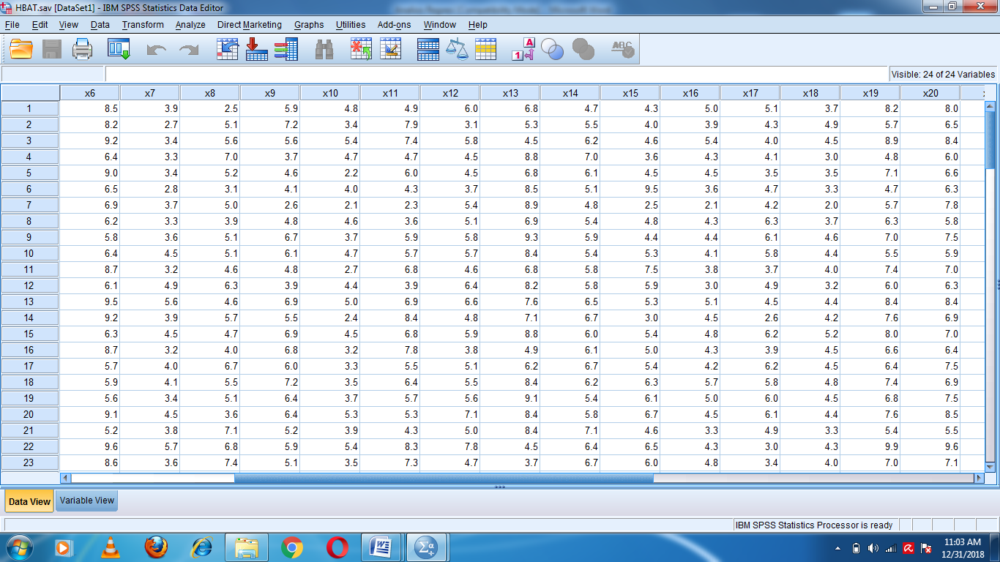 HBAT.sav [DataSet1] - IBM SPSS Statistics Data Editor
File Edit View Data Transform Analyze Direct Marketing Graphs Utilities Add-ons Window Help
1 A ABC
Visible: 24 of 24 Variables
x6 x7 x8 x9 x10 x11 x12 x13 x14 x15 x16 x17 x18 x19 x20
1 8.5 3.9 2.5 5.9 4.8 4.9 6.0 6.8 4.7 4.3 5.0 5.1 3.7 8.2 8.0
2 8.2 2.7 5.1 7.2 3.4 7.9 3.1 5.3 5.5 4.0 3.9 4.3 4.9 5.7 6.5
3 9.2 3.4 5.6 5.6 5.4 7.4 5.8 4.5 6.2 4.6 5.4 4.0 4.5 8.9 8.4
4 6.4 3.3 7.0 3.7 4.7 4.7 4.5 8.8 7.0 3.6 4.3 4.1 3.0 4.8 6.0
5 9.0 3.4 5.2 4.6 2.2 6.0 4.5 6.8 6.1 4.5 4.5 3.5 3.5 7.1 6.6
6 6.5 2.8 3.1 4.1 4.0 4.3 3.7 8.5 5.1 9.5 3.6 4.7 3.3 4.7 6.3
7 6.9 3.7 5.0 2.6 2.1 2.3 5.4 8.9 4.8 2.5 2.1 4.2 2.0 5.7 7.8
8 6.2 3.3 3.9 4.8 4.6 3.6 5.1 6.9 5.4 4.8 4.3 6.3 3.7 6.3 5.8
9 5.8 3.6 5.1 6.7 3.7 5.9 5.8 9.3 5.9 4.4 4.4 6.1 4.6 7.0 7.5
10 6.4 4.5 5.1 6.1 4.7 5.7 5.7 8.4 5.4 5.3 4.1 5.8 4.4 5.5 5.9
11 8.7 3.2 4.6 4.8 2.7 6.8 4.6 6.8 5.8 7.5 3.8 3.7 4.0 7.4 7.0
12 6.1 4.9 6.3 3.9 4.4 3.9 6.4 8.2 5.8 5.9 3.0 4.9 3.2 6.0 6.3
13 9.5 5.6 4.6 6.9 5.0 6.9 6.6 7.6 6.5 5.3 5.1 4.5 4.4 8.4 8.4
14 9.2 3.9 5.7 5.5 2.4 8.4 4.8 7.1 6.7 3.0 4.5 2.6 4.2 7.6 6.9
15 6.3 4.5 4.7 6.9 4.5 6.8 5.9 8.8 6.0 5.4 4.8 6.2 5.2 8.0 7.0
16 8.7 3.2 4.0 6.8 3.2 7.8 3.8 4.9 6.1 5.0 4.3 3.9 4.5 6.6 6.4
17 5.7 4.0 6.7 6.0 3.3 5.5 5.1 6.2 6.7 5.4 4.2 6.2 4.5 6.4 7.5
18 5.9 4.1 5.5 7.2 3.5 6.4 5.5 8.4 6.2 6.3 5.7 5.8 4.8 7.4 6.9
19 5.6 3.4 5.1 6.4 3.7 5.7 5.6 9.1 5.4 6.1 5.0 6.0 4.5 6.8 7.5
20 9.1 4.5 3.6 6.4 5.3 5.3 7.1 8.4 5.8 6.7 4.5 6.1 4.4 7.6 8.5
21 5.2 3.8 7.1 5.2 3.9 4.3 5.0 8.4 7.1 4.6 3.3 4.9 3.3 5.4 5.5
22 9.6 5.7 6.8 5.9 5.4 8.3 7.8 4.5 6.4 6.5 4.3 3.0 4.3 9.9 9.6
23 8.6 3.6 7.4 5.1 3.5 7.3 4.7 3.7 6.7 6.0 4.8 3.4 4.0 7.0 7.1
Data View Variable View
IBM SPSS Statistics Processor is ready
11:03 AM
12/31/2018